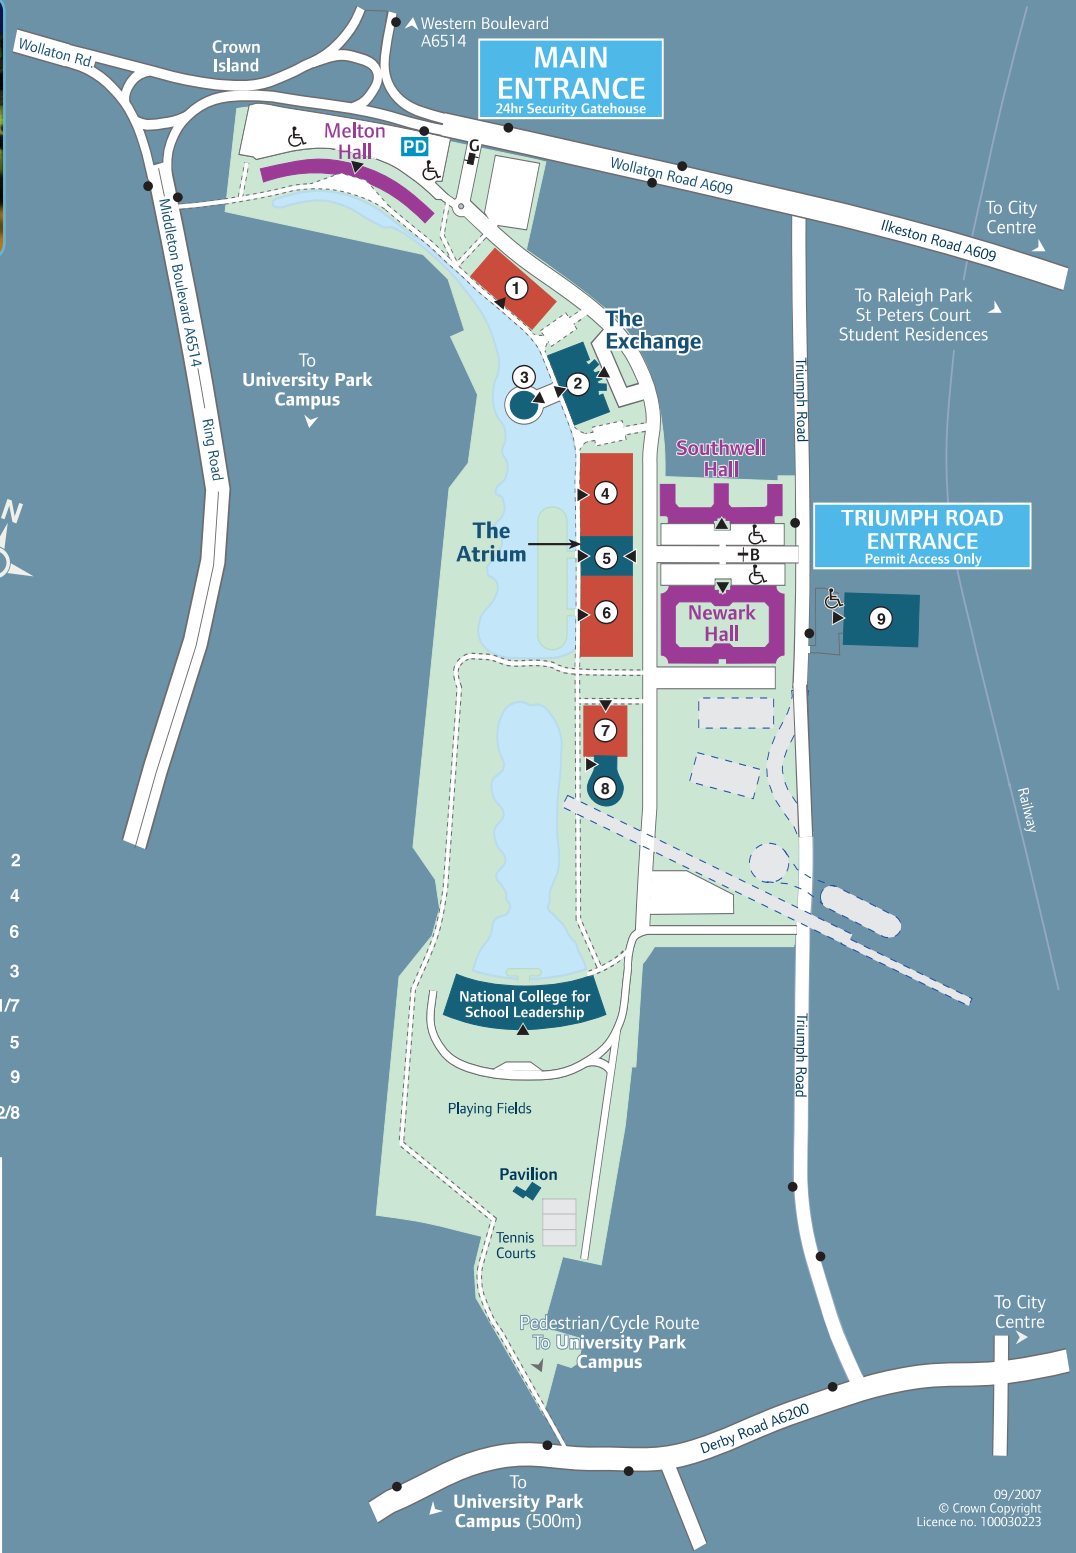 Western Boulevard
A6514
Wollaton Rd.
Crown
Island
MAIN
ENTRANCE
24hr Security Gatehouse
Melton
Hall
PD
G
Wollaton Road A609
Ilkeston Road A609
To City
Centre
Middleton Boulevard A6514
Ring Road
To Raleigh Park
St Peters Court
Student Residences
1
The
Exchange
To
University Park
Campus
3
2
Triumph Road
Southwell
Hall
4
N
The
Atrium
5
B
TRIUMPH ROAD
ENTRANCE
Permit Access Only
6
Newark
Hall
9
7
8
Railway
2
4
6
3
1/7
5
9
2/8
National College for
School Leadership
Triumph Road
Playing Fields
Pavilion
Tennis
Courts
Pedestrian/Cycle Route
To University Park
Campus
To City
Centre
Derby Road A6200
To
University Park
Campus (500m)
09/2007
© Crown Copyright
Licence no. 100030223